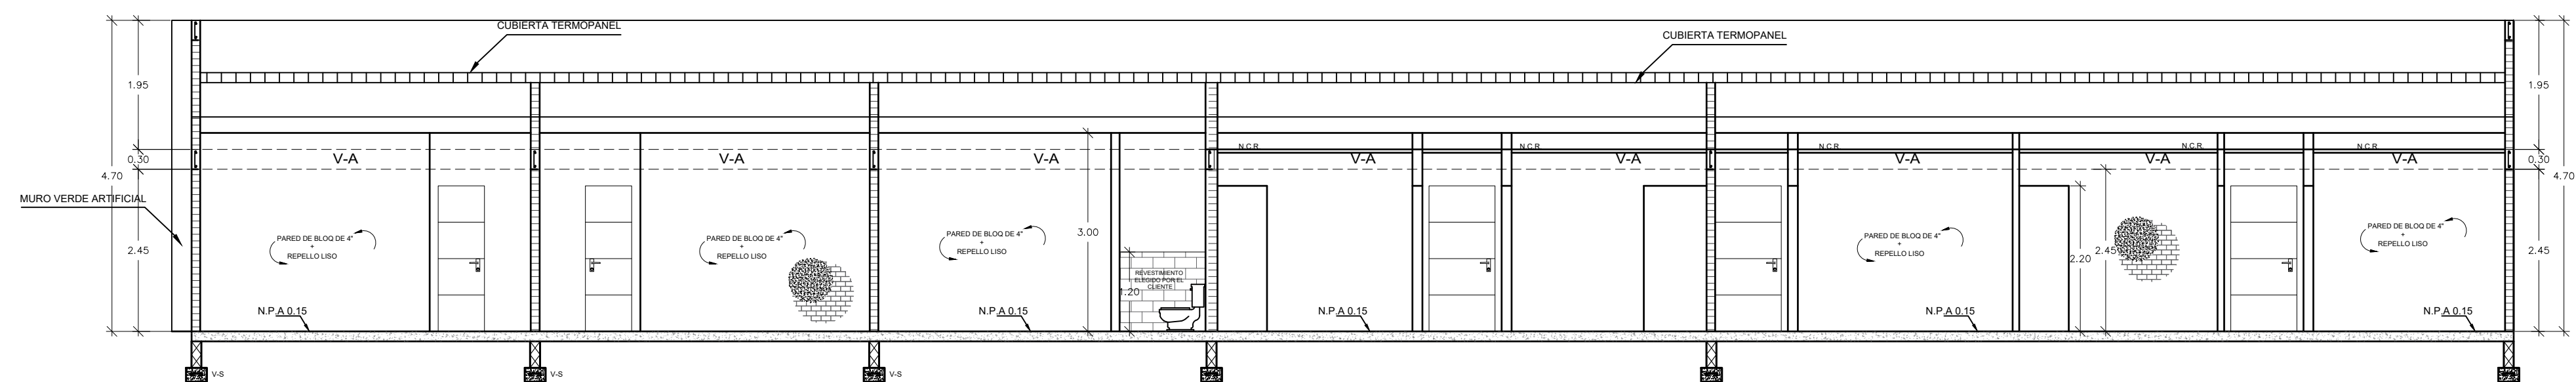 CUBIERTA TERMOPANEL
CUBIERTA TERMOPANEL
1.95
1.95
N.C.R.
N.C.R.
N.C.R.
N.C.R.
N.C.R.
0.30
V-A
V-A
V-A
V-A
V-A
V-A
V-A
V-A
0.30
4.70
4.70
MURO VERDE ARTIFICIAL
2.45
PARED DE BLOQ DE 4"
+
REPELLO LISO
PARED DE BLOQ DE 4"
+
REPELLO LISO
PARED DE BLOQ DE 4"
+
REPELLO LISO
3.00
PARED DE BLOQ DE 4"
+
REPELLO LISO
2.20
2.45
PARED DE BLOQ DE 4"
+
REPELLO LISO
2.45
REVESTIMIENTO
ELEGIDO POR EL
CLIENTE
1.20
N.P.A 0.15
N.P.A 0.15
N.P.A 0.15
N.P.A 0.15
N.P.A 0.15
V-S
V-S
V-S